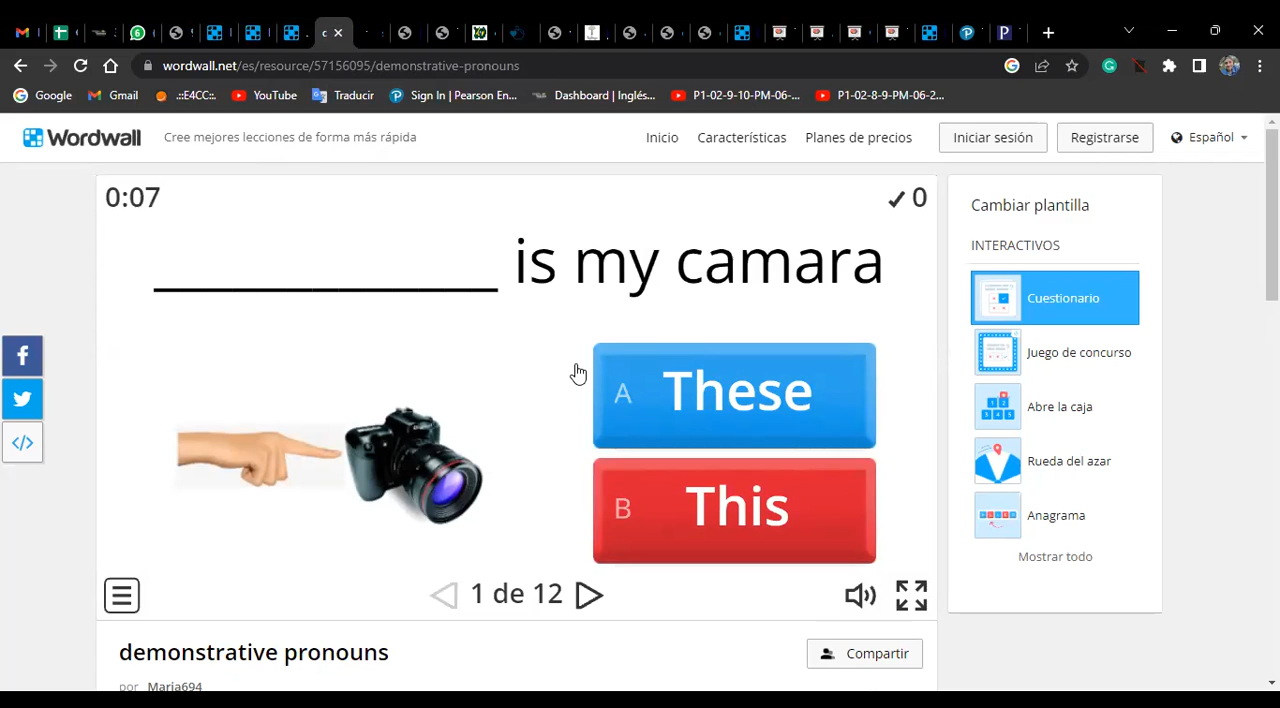 wordwall.net/es/resource/57156095/demonstrative-pronouns
Google
Gmail
.::E4CC::.
YouTube
Traducir
Sign In | Pearson En...
Dashboard | Inglés...
P1-02-9-10-PM-06-...
P1-02-8-9-PM-06-2...
Wordwall
Cree mejores lecciones de forma más rápida
Inicio
Características
Planes de precios
Iniciar sesión
Registrarse
Español
0:07
0
______________ is my camara
A These
B This
1 de 12
demonstrative pronouns
Compartir
por Maria694
Cambiar plantilla
INTERACTIVOS
Cuestionario
Juego de concurso
Abre la caja
Rueda del azar
Anagrama
Mostrar todo